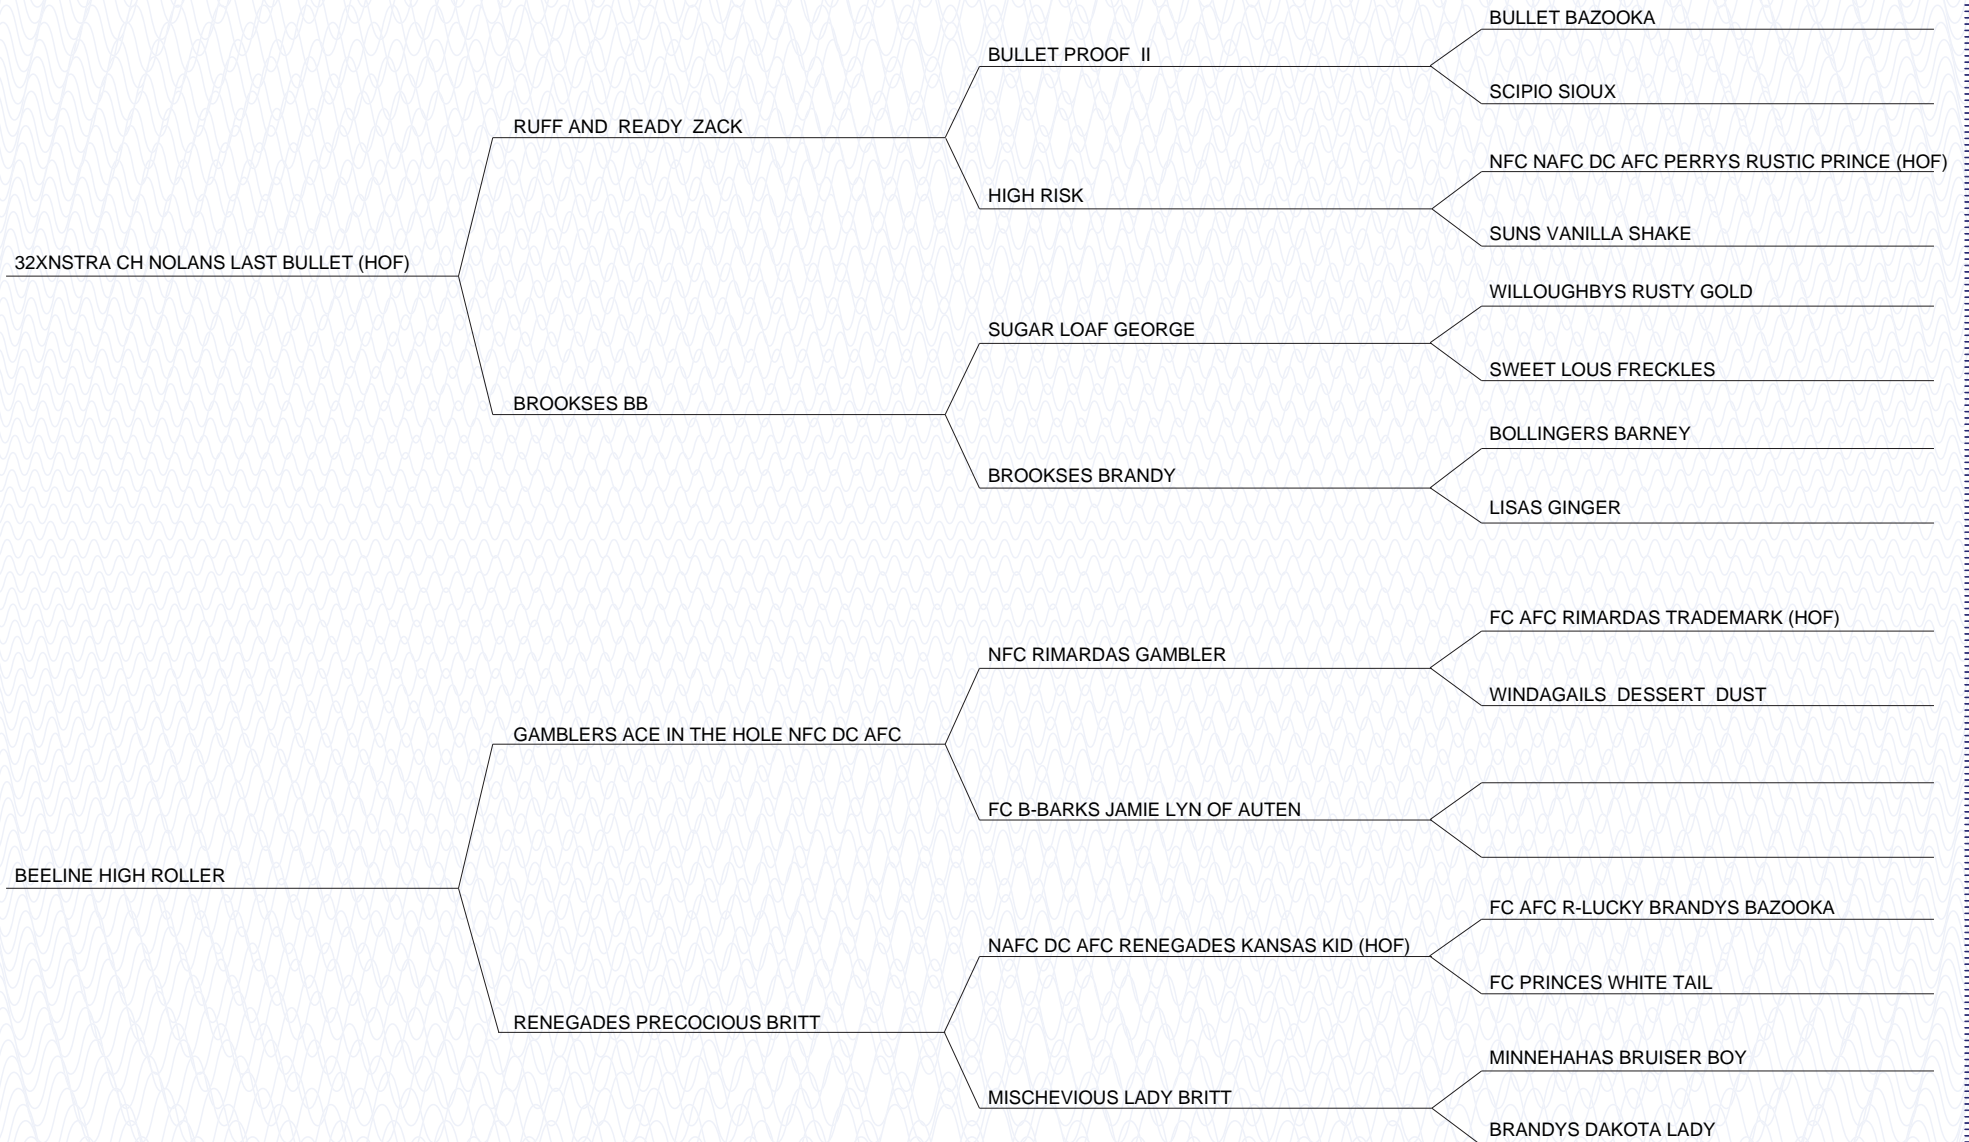 BULLET BAZOOKA
BULLET PROOF  II
SCIPIO SIOUX
RUFF AND  READY  ZACK
NFC NAFC DC AFC PERRYS RUSTIC PRINCE (HOF)
HIGH RISK
SUNS VANILLA SHAKE
32XNSTRA CH NOLANS LAST BULLET (HOF)
WILLOUGHBYS RUSTY GOLD
SUGAR LOAF GEORGE
SWEET LOUS FRECKLES
BROOKSES BB
BOLLINGERS BARNEY
BROOKSES BRANDY
LISAS GINGER
FC AFC RIMARDAS TRADEMARK (HOF)
NFC RIMARDAS GAMBLER
WINDAGAILS  DESSERT  DUST
GAMBLERS ACE IN THE HOLE NFC DC AFC
FC B-BARKS JAMIE LYN OF AUTEN
BEELINE HIGH ROLLER
FC AFC R-LUCKY BRANDYS BAZOOKA
NAFC DC AFC RENEGADES KANSAS KID (HOF)
FC PRINCES WHITE TAIL
RENEGADES PRECOCIOUS BRITT
MINNEHAHAS BRUISER BOY
MISCHEVIOUS LADY BRITT
BRANDYS DAKOTA LADY